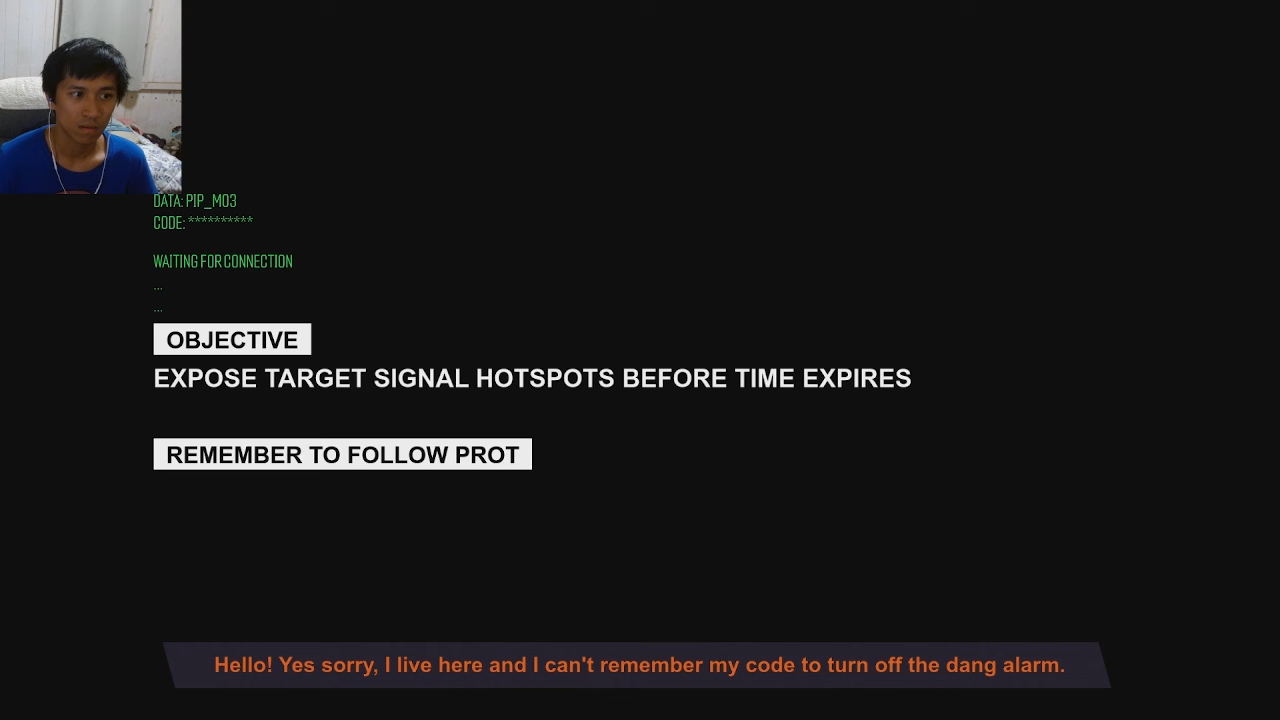 DATA: PIP_M03
CODE: **********
WAITING FOR CONNECTION
...
...
OBJECTIVE
EXPOSE TARGET SIGNAL HOTSPOTS BEFORE TIME EXPIRES
REMEMBER TO FOLLOW PROT
Hello! Yes sorry, I live here and I can't remember my code to turn off the dang alarm.